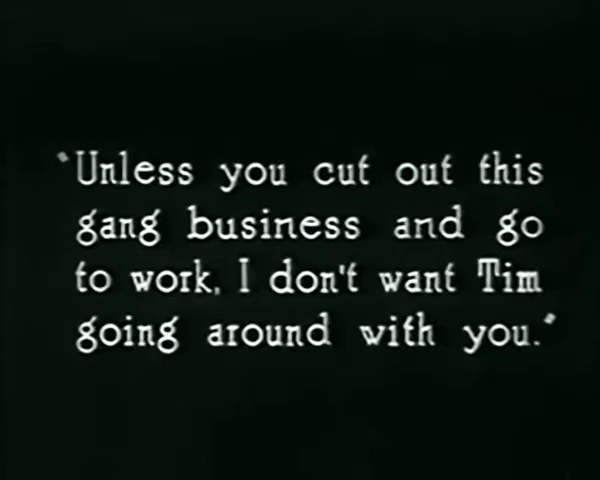 "Unless you cut out this
gang business and go
to work, I don't want Tim
going around with you."